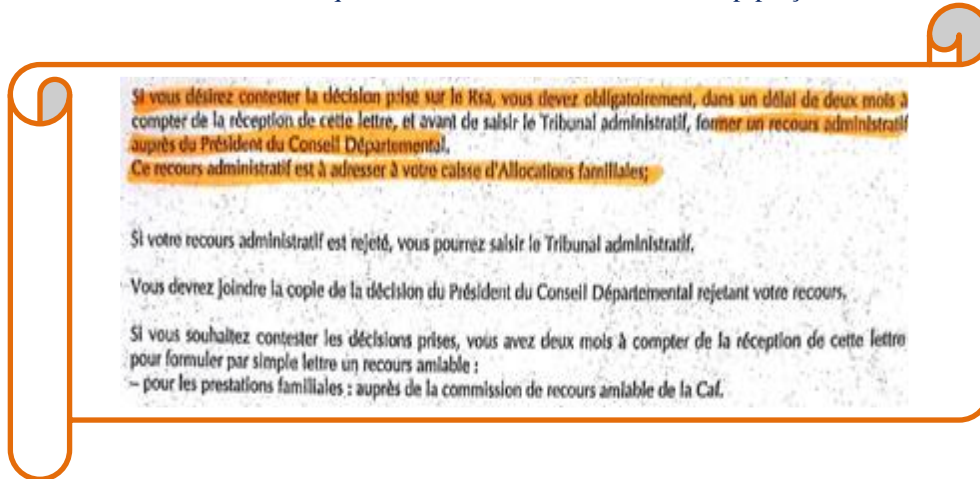 Si vous désirez contester la décision prise sur le Rsa, vous devez obligatoirement, dans un délai de deux mois à
compter de la réception de cette lettre, et avant de saisir le Tribunal administratif, former un recours administratif
auprès du Président du Conseil Départemental.
Ce recours administratif est à adresser à votre caisse d'Allocations familiales;
Si votre recours administratif est rejeté, vous pourrez saisir le Tribunal administratif.
Vous devrez joindre la copie de la décision du Président du Conseil Départemental rejetant votre recours.
Si vous souhaitez contester les décisions prises, vous avez deux mois à compter de la réception de cette lettre
pour formuler par simple lettre un recours amiable :
– pour les prestations familiales : auprès de la commission de recours amiable de la Caf.